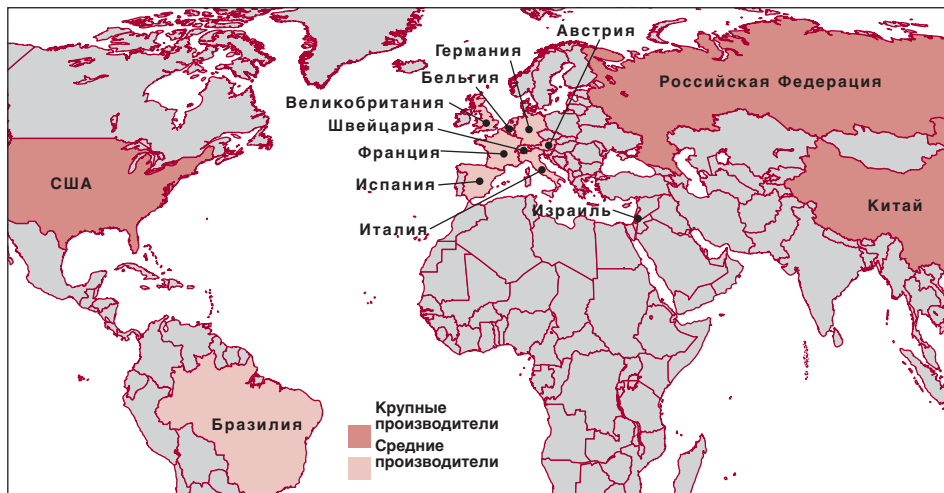 Австрия
Германия
Бельгия
Российская Федерация
Великобритания
Швейцария
Франция
США
Испания
Китай
Израиль
Италия
Бразилия
Крупные
производители
Средние
производители